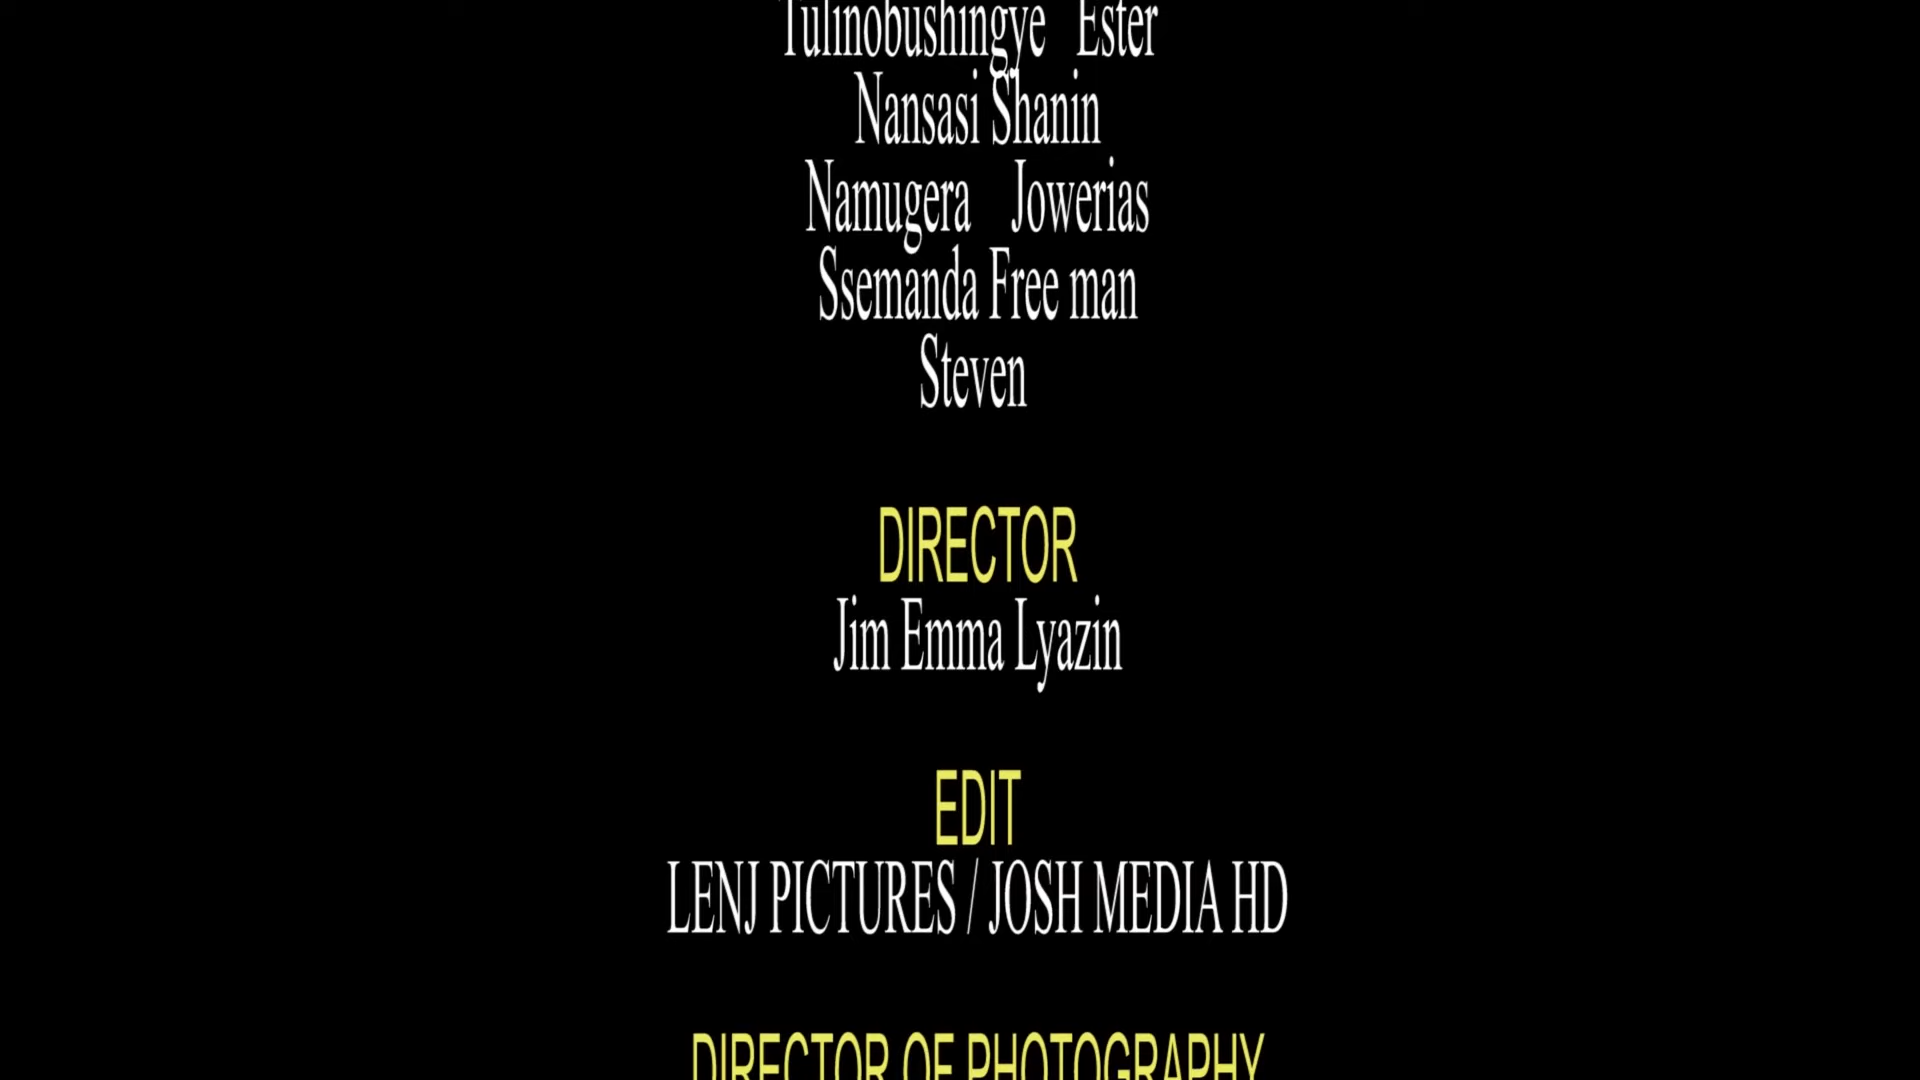 Tulinobushingye Ester
Nansasi Shanin
Namugera Jowerias
Ssemanda Free man
Steven
DIRECTOR
Jim Emma Lyazin
EDIT
LENJ PICTURES / JOSH MEDIA HD
DIRECTOR OF PHOTOGRAPHY